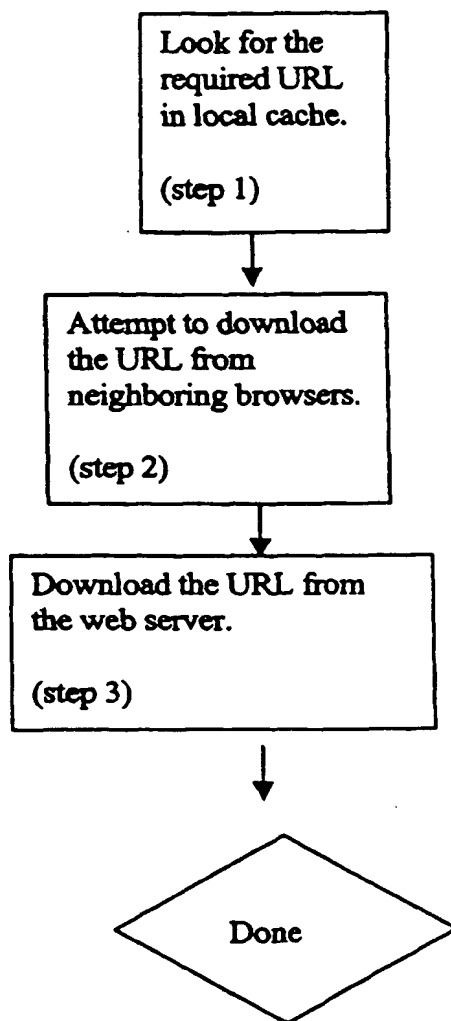 Look for the
required URL
in local cache.
(step 1)
Attempt to download
the URL from
neighboring browsers.
(step 2)
Download the URL from
the web server.
(step 3)
Done